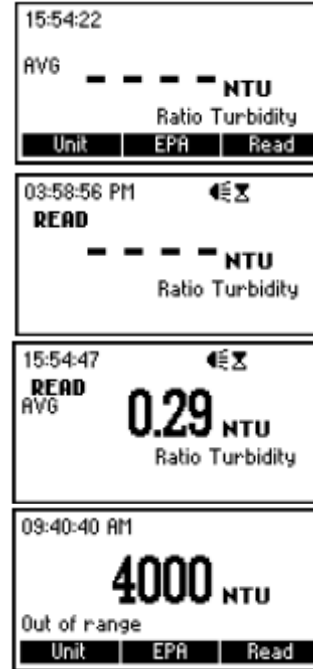 15:54:22
AVG
- - - - NTU
Ratio Turbidity
Unit EPA Read
03:58:56 PM
READ
- - - - NTU
Ratio Turbidity
15:54:47
READ
AVG
0.29 NTU
Ratio Turbidity
09:40:40 AM
4000 NTU
Out of range
Unit EPA Read